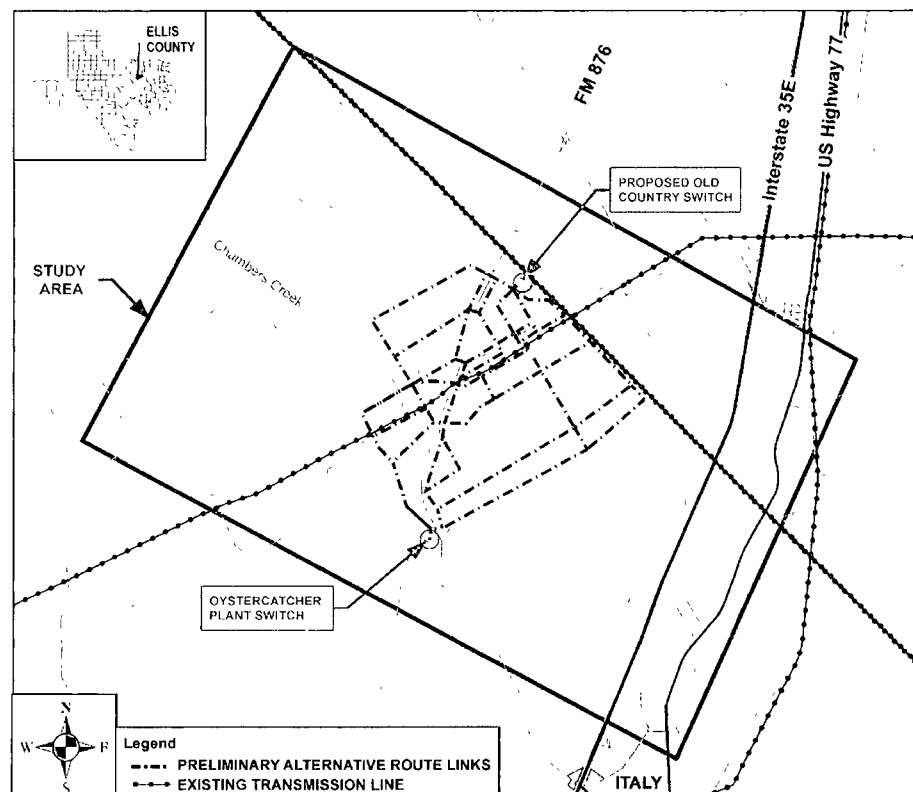 ELLIS
COUNTY
FM 876
Interstate 35E
US Highway 77
PROPOSED OLD
COUNTRY SWITCH
Chambers Creek
STUDY
AREA
OYSTERCATCHER
PLANT SWITCH
N
W E
S
Legend
PRELIMINARY ALTERNATIVE ROUTE LINKS
EXISTING TRANSMISSION LINE
ITALY